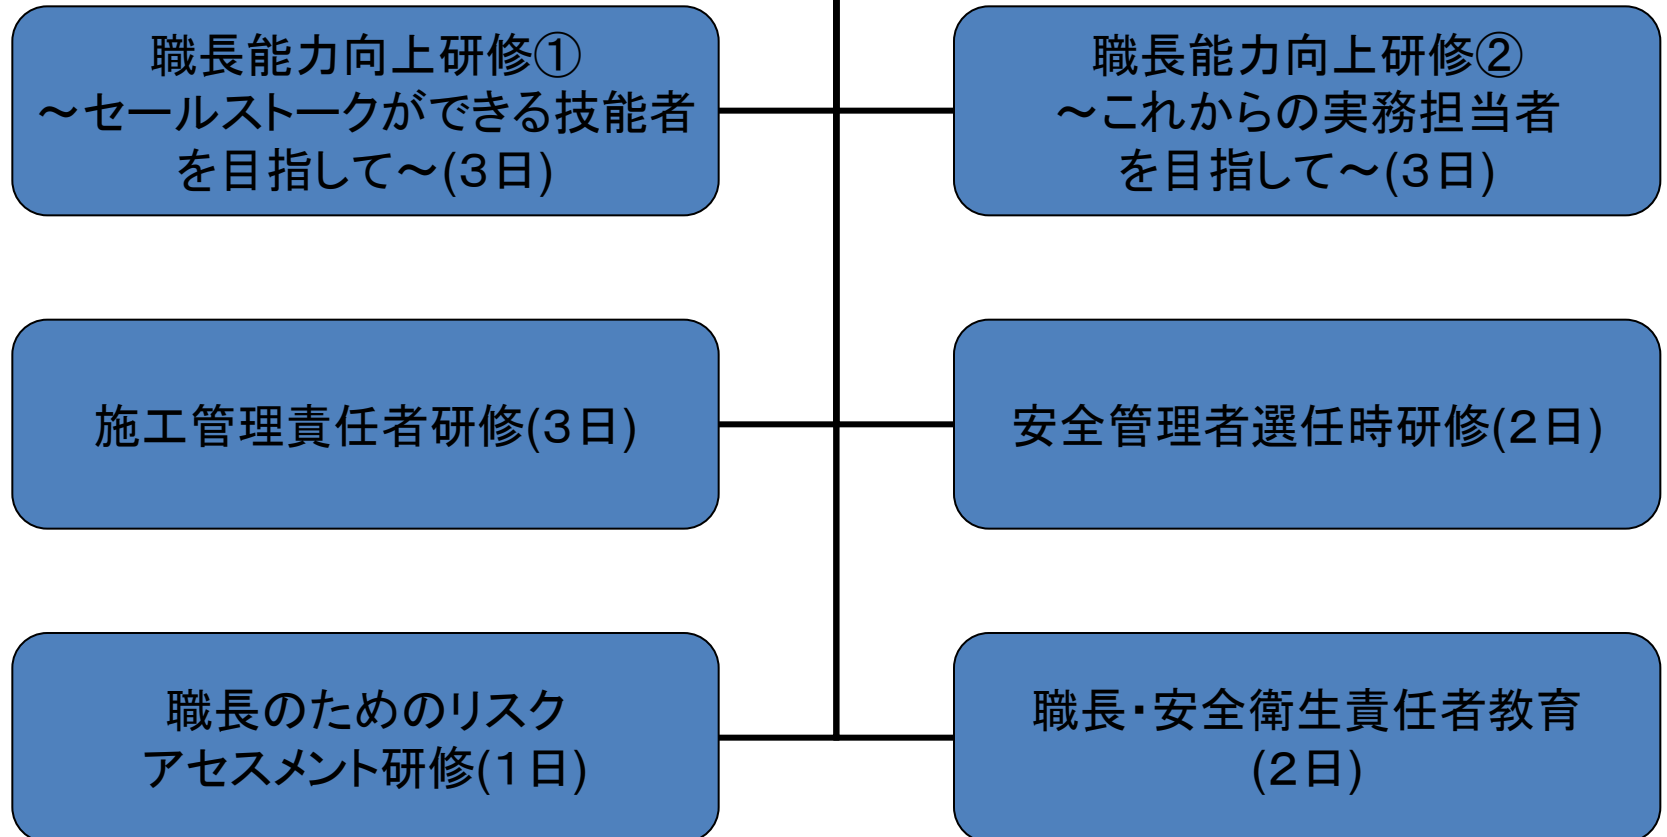 職長能力向上研修①
～セールストークができる技能者
を目指して～(3日)
職長能力向上研修②
～これからの実務担当者
を目指して～(3日)
施工管理責任者研修(3日)
安全管理者選任時研修(2日)
職長のためのリスク
アセスメント研修(1日)
職長・安全衛生責任者教育
(2日)